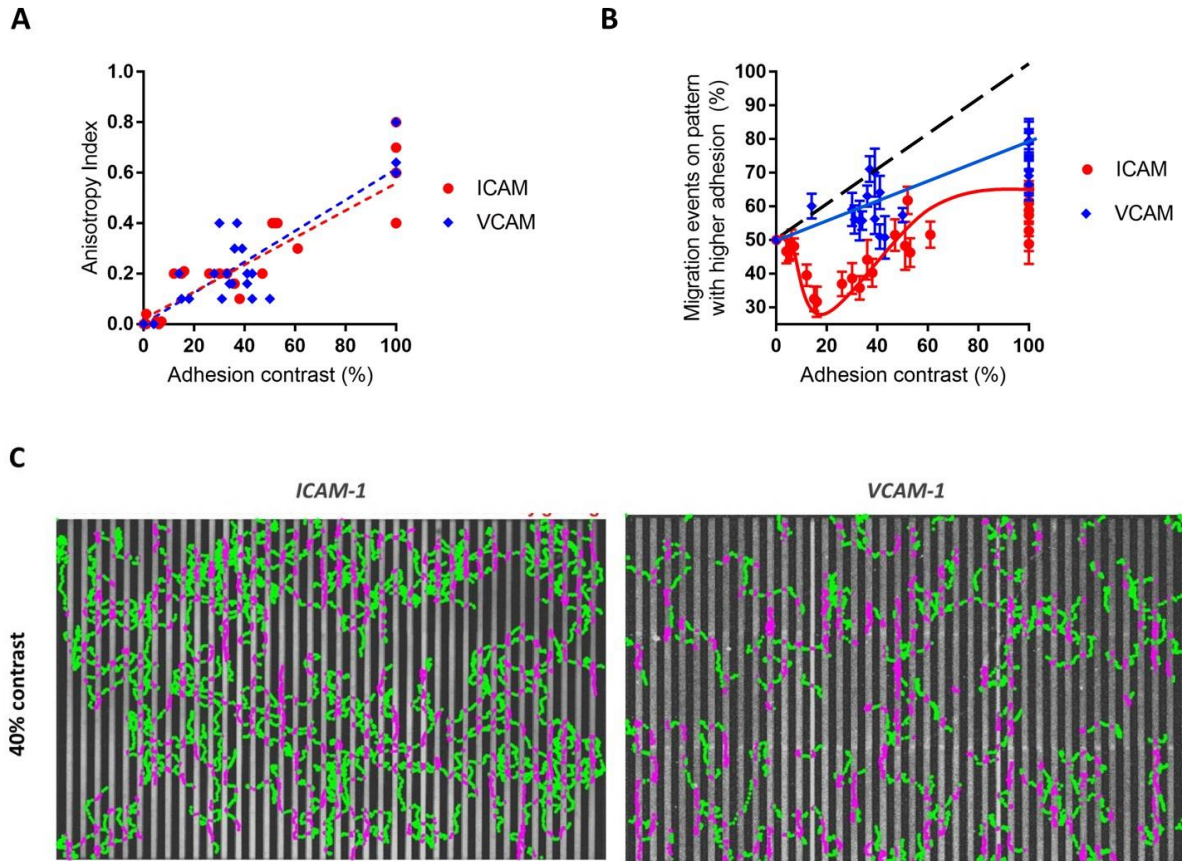 A
1.0
0.8
0.6
0.4
0.2
0.0
Anisotropy Index
0 20 40 60 80 100
Adhesion contrast (%)
ICAM
VCAM
B
100
90
80
70
60
50
40
30
Migration events on pattern
with higher adhesion (%)
0 20 40 60 80 100
Adhesion contrast (%)
ICAM
VCAM
C
ICAM-1
VCAM-1
40% contrast